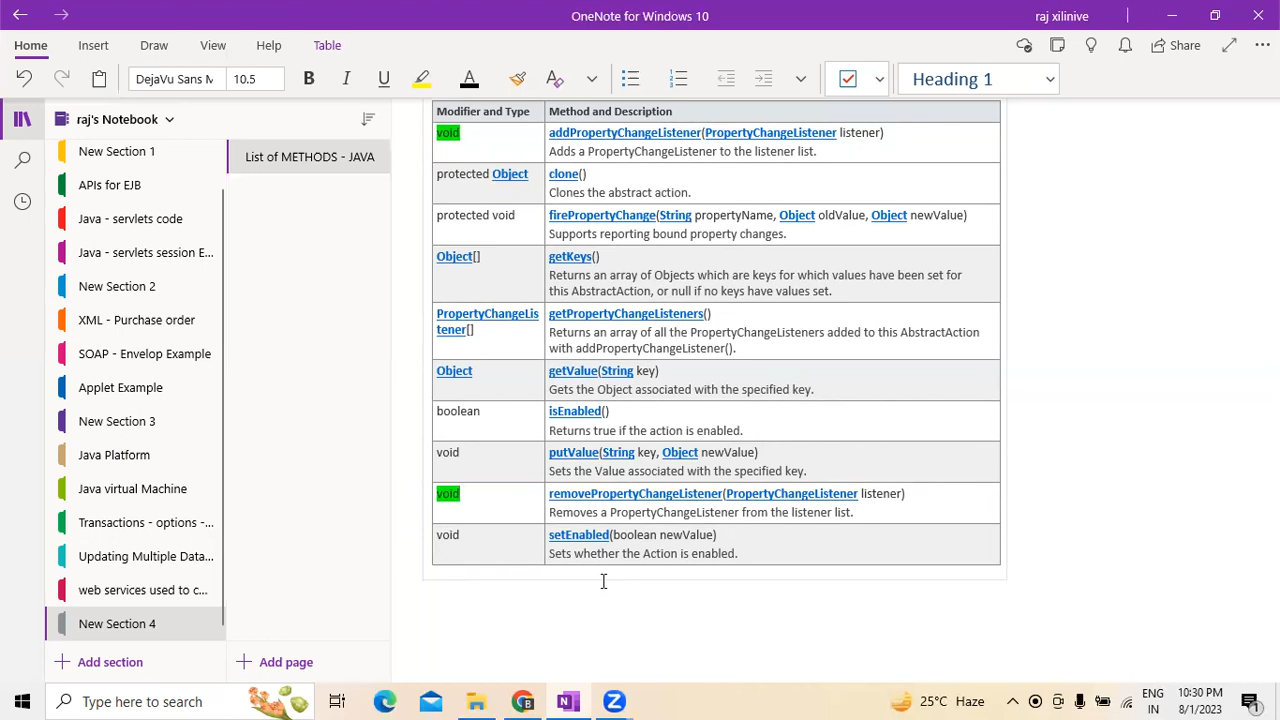 OneNote for Windows 10
raj xilinive
Home
Insert
Draw
View
Help
Table
Share
DejaVu Sans M
10.5
B
I
U
A
A
Heading 1
raj's Notebook
New Section 1
APIs for EJB
Java - servlets code
Java - servlets session E...
New Section 2
XML - Purchase order
SOAP - Envelop Example
Applet Example
New Section 3
Java Platform
Java virtual Machine
Transactions - options -...
Updating Multiple Data...
web services used to c...
New Section 4
Add section
List of METHODS - JAVA
Add page
Modifier and Type Method and Description
void addPropertyChangeListener(PropertyChangeListener listener)
Adds a PropertyChangeListener to the listener list.
protected Object clone()
Clones the abstract action.
protected void firePropertyChange(String propertyName, Object oldValue, Object newValue)
Supports reporting bound property changes.
Object[] getKeys()
Returns an array of Objects which are keys for which values have been set for
this AbstractAction, or null if no keys have values set.
PropertyChangeLis getPropertyChangeListeners()
tener[] Returns an array of all the PropertyChangeListeners added to this AbstractAction
with addPropertyChangeListener().
Object getValue(String key)
Gets the Object associated with the specified key.
boolean isEnabled()
Returns true if the action is enabled.
void putValue(String key, Object newValue)
Sets the Value associated with the specified key.
void removePropertyChangeListener(PropertyChangeListener listener)
Removes a PropertyChangeListener from the listener list.
void setEnabled(boolean newValue)
Sets whether the Action is enabled.
Type here to search
25°C Haze
ENG
IN
10:30 PM
8/1/2023